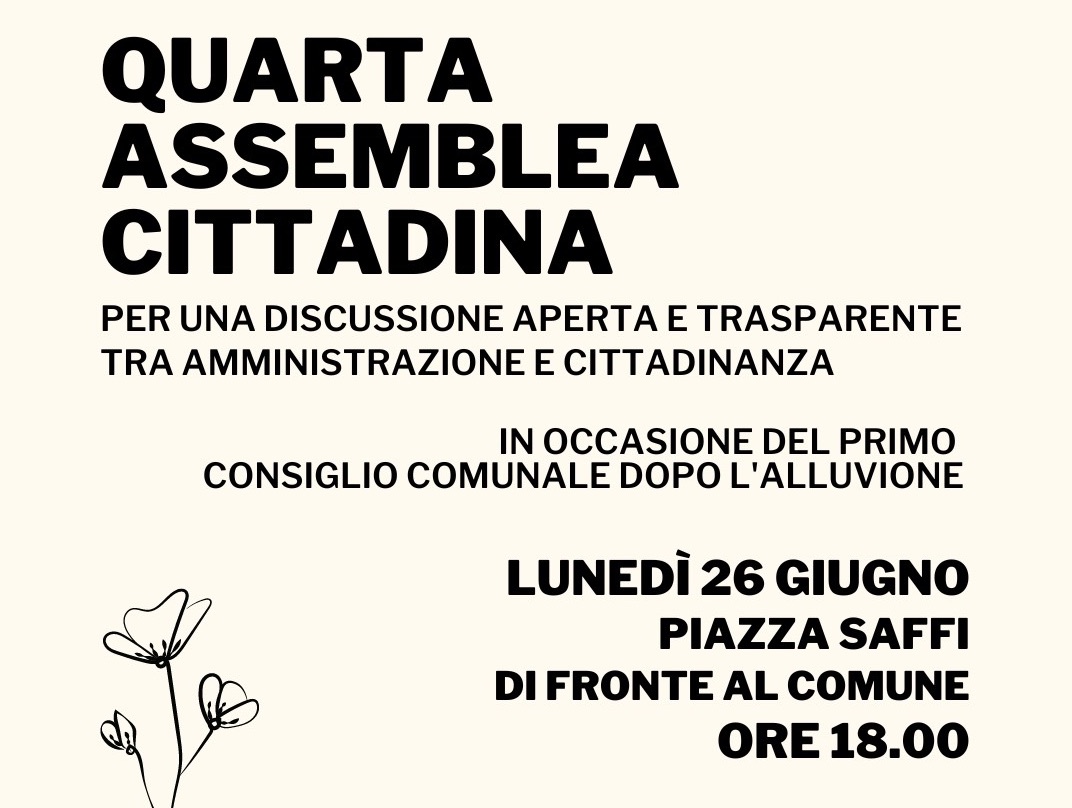 QUARTA
ASSEMBLEA
CITTADINA
PER UNA DISCUSSIONE APERTA E TRASPARENTE
TRA AMMINISTRAZIONE E CITTADINANZA
IN OCCASIONE DEL PRIMO
CONSIGLIO COMUNALE DOPO L'ALLUVIONE
LUNEDÌ 26 GIUGNO
PIAZZA SAFFI
DI FRONTE AL COMUNE
ORE 18.00